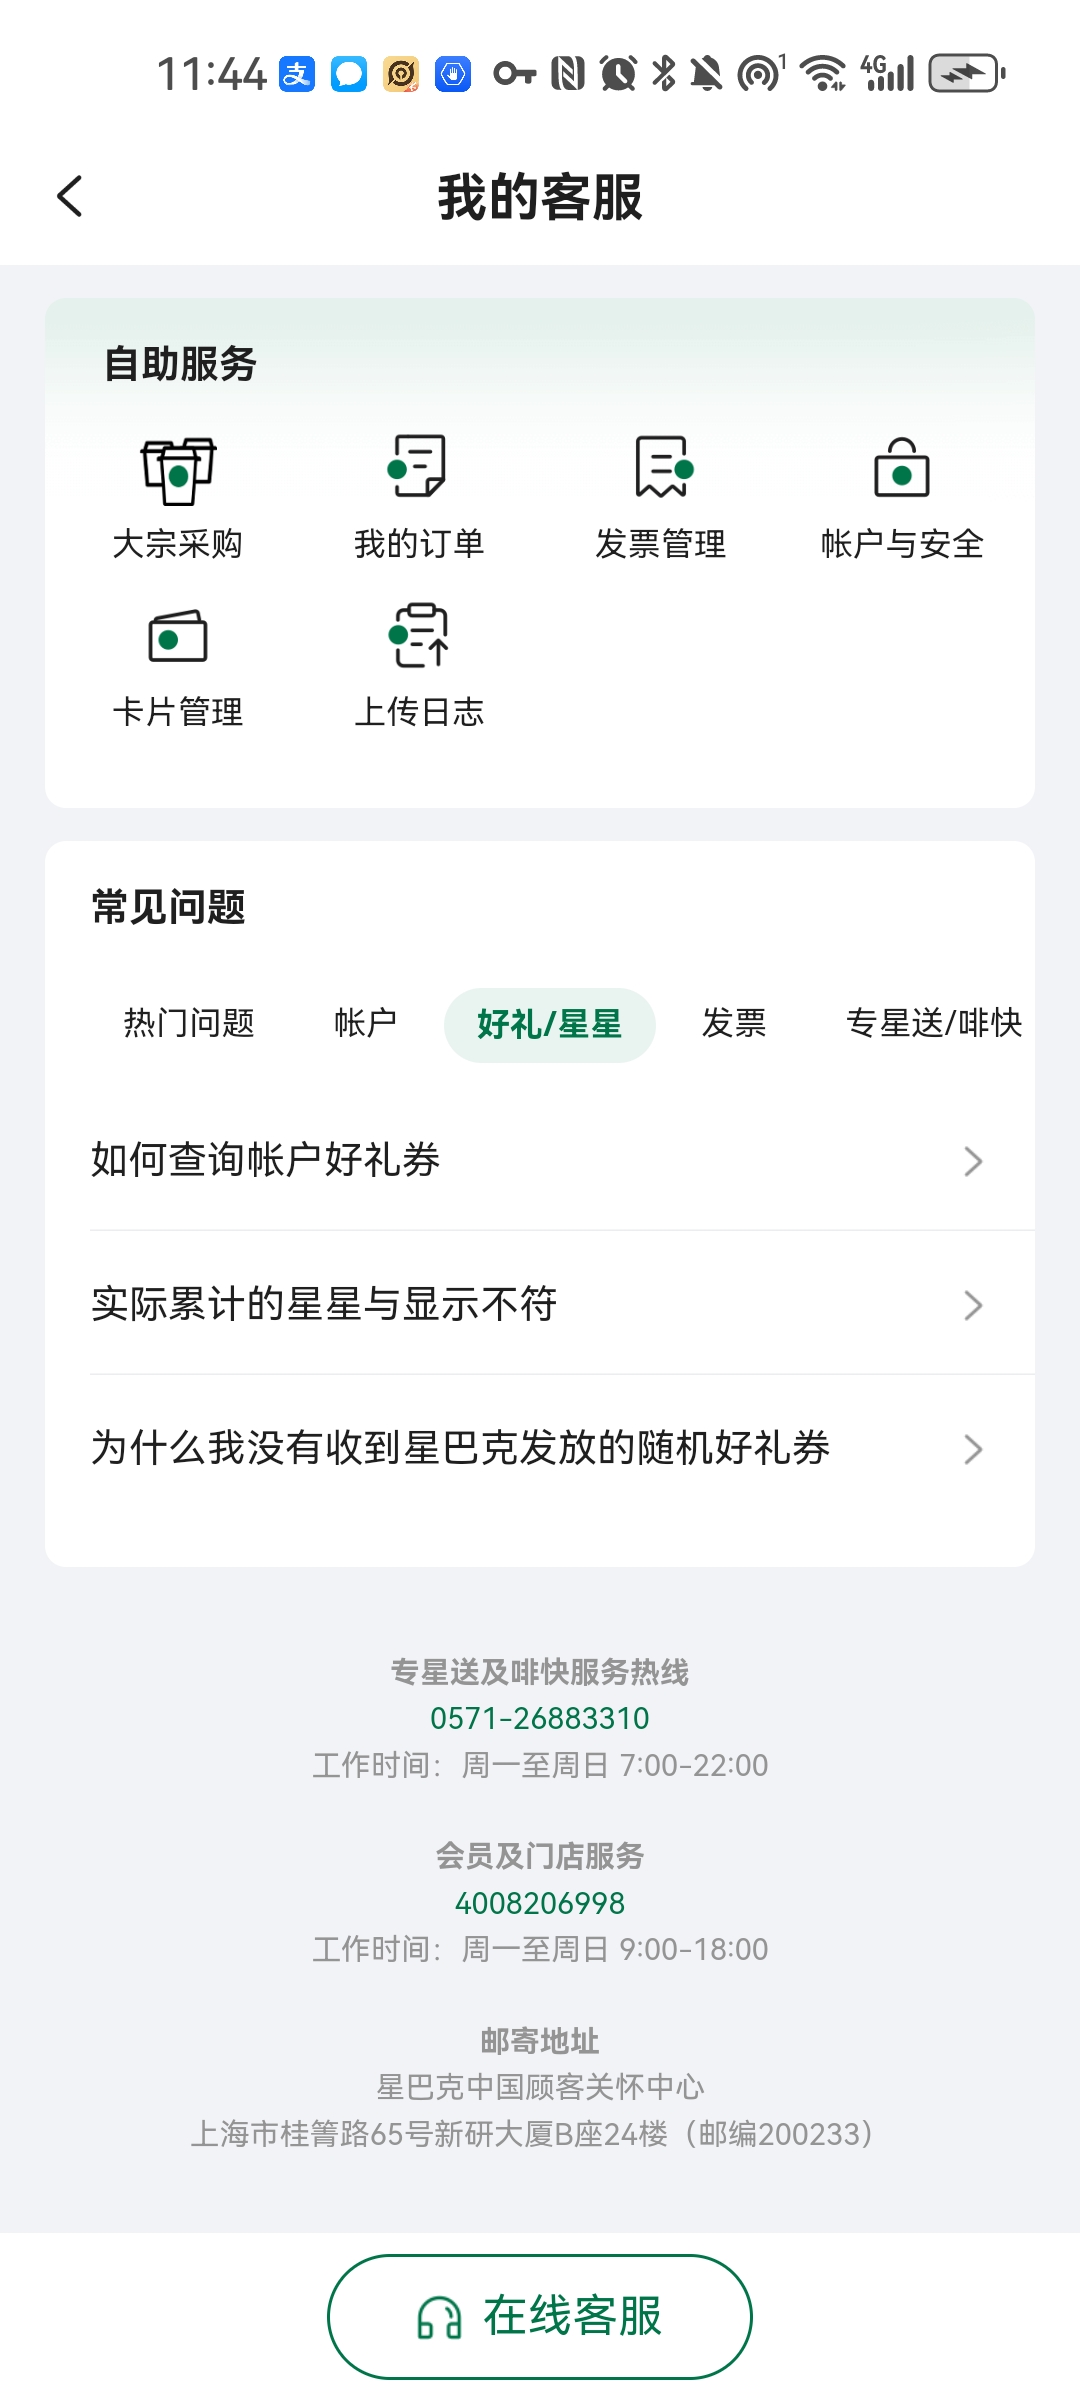 11:44
支
1
4G
我的客服
自助服务
大宗采购 我的订单 发票管理 帐户与安全
卡片管理 上传日志
常见问题
热门问题 帐户 好礼/星星 发票 专星送/啡快
如何查询帐户好礼券
实际累计的星星与显示不符
为什么我没有收到星巴克发放的随机好礼券
专星送及啡快服务热线
0571-26883310
工作时间：周一至周日 7:00-22:00
会员及门店服务
4008206998
工作时间：周一至周日 9:00-18:00
邮寄地址
星巴克中国顾客关怀中心
上海市桂箐路65号新研大厦B座24楼（邮编200233）
在线客服